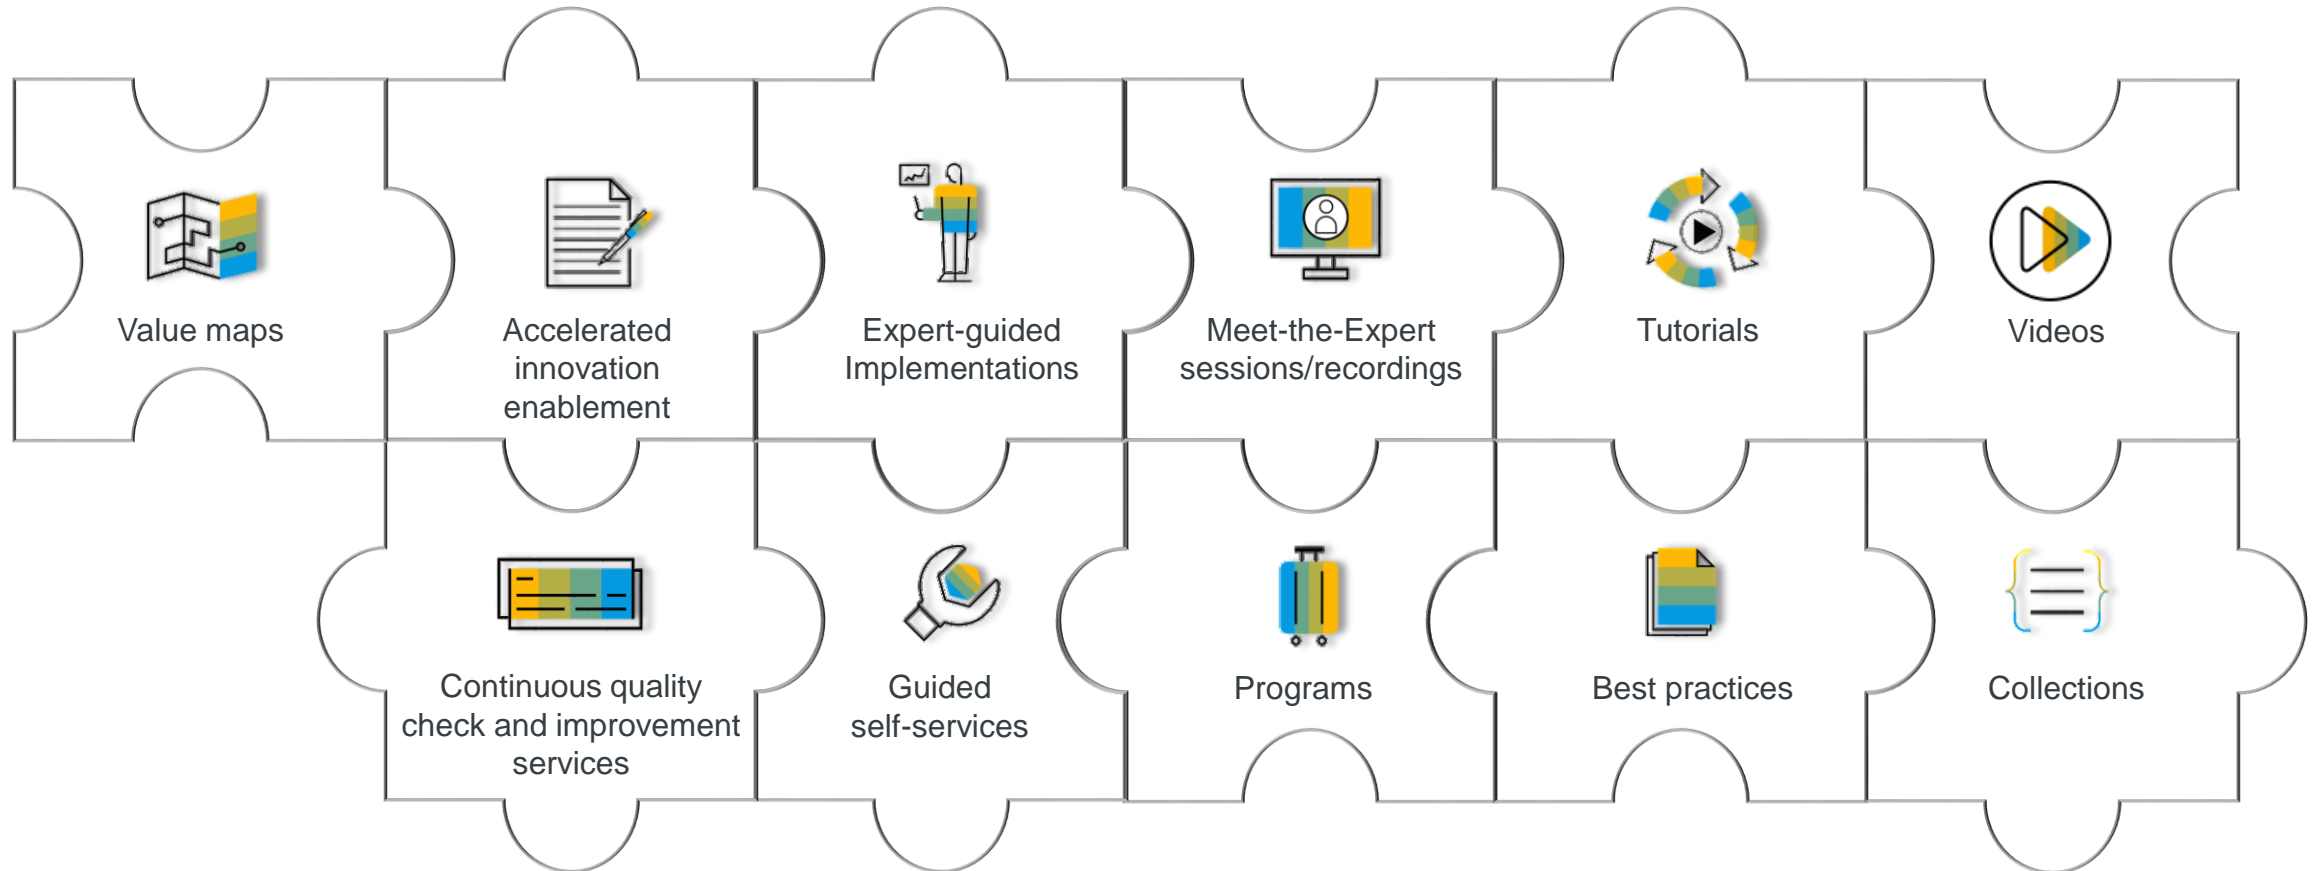 Value maps
Accelerated
innovation
enablement
Expert-guided
Implementations
Meet-the-Expert
sessions/recordings
Tutorials
Videos
Continuous quality
check and improvement
services
Guided
self-services
Programs
Best practices
Collections